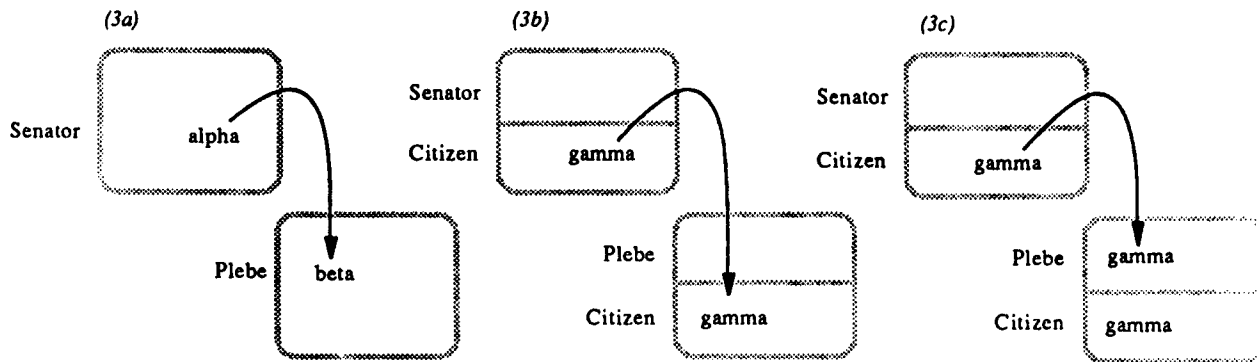 (3a)
Senator
alpha
Plebe
beta
(3b)
Senator
Citizen
gamma
Plebe
Citizen
gamma
(3c)
Senator
Citizen
gamma
Plebe
gamma
Citizen
gamma